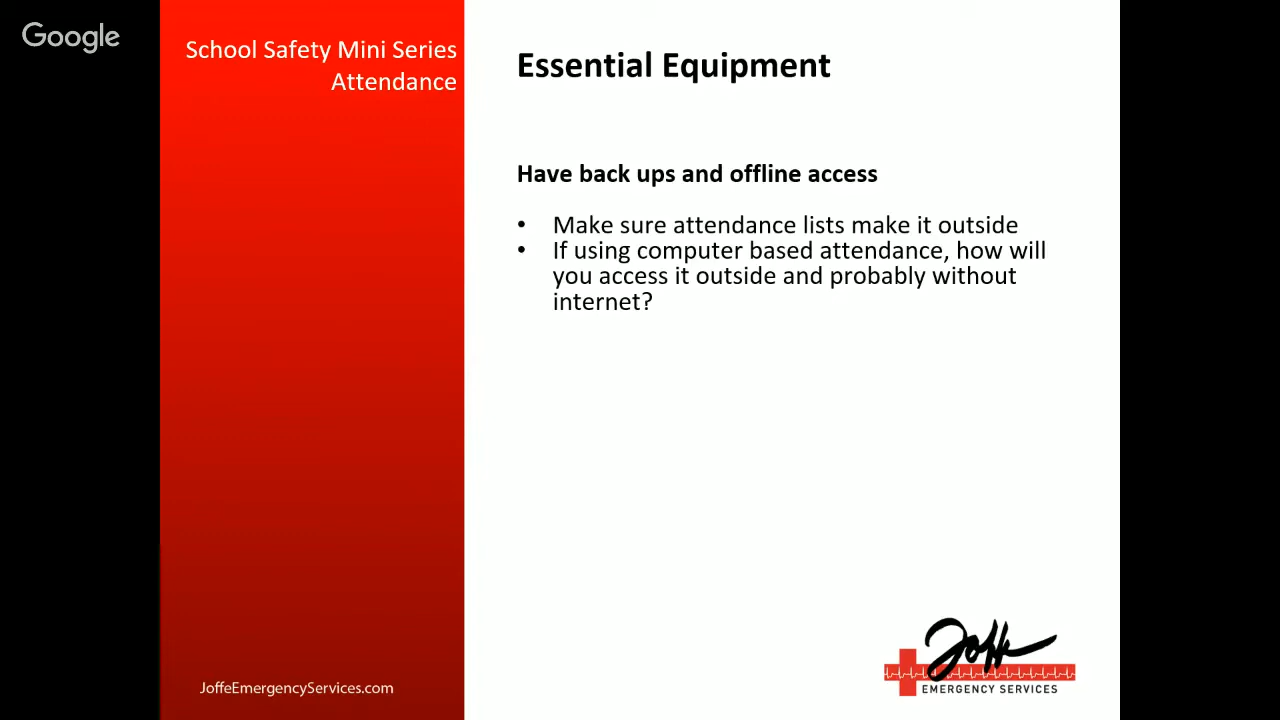 Google
School Safety Mini Series
Attendance
Essential Equipment
Have back ups and offline access
• Make sure attendance lists make it outside
• If using computer based attendance, how will
you access it outside and probably without
internet?
JoffeEmergencyServices.com
Joffe
EMERGENCY SERVICES